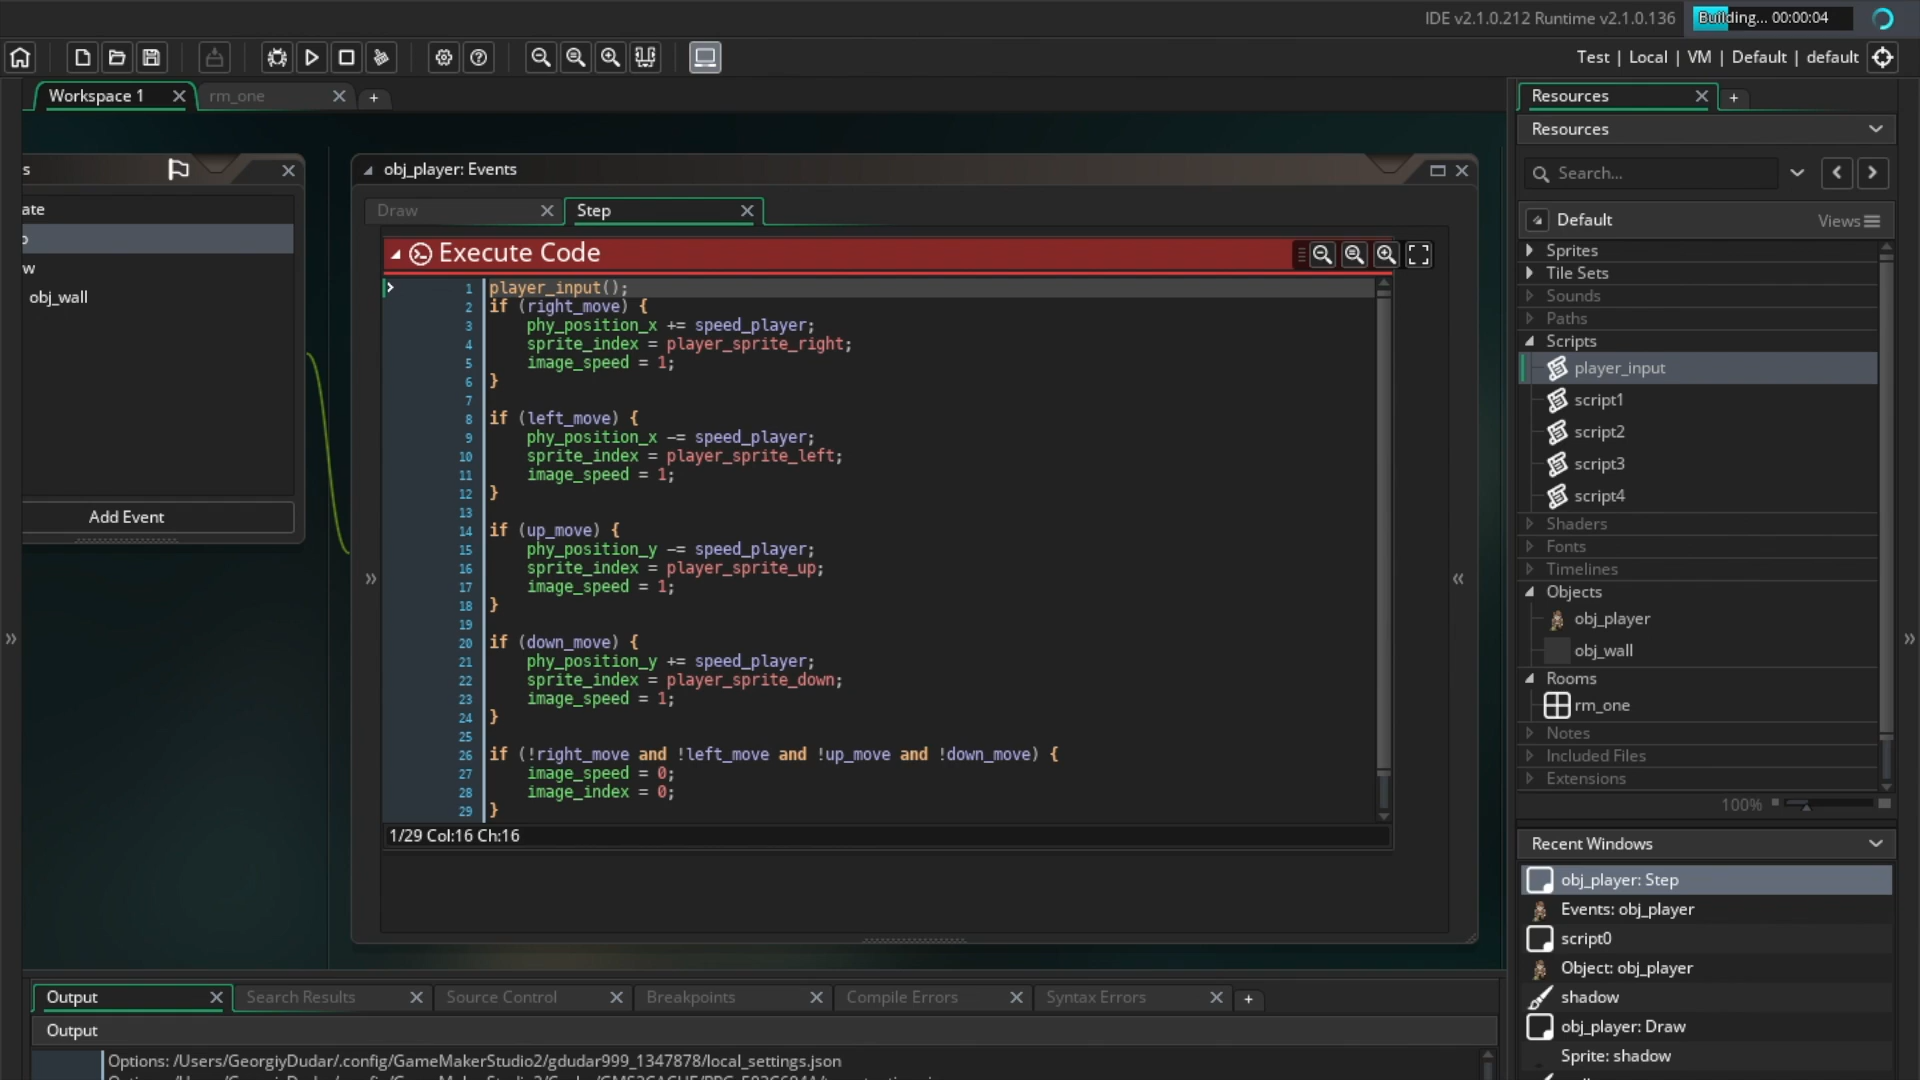 IDE v2.1.0.212 Runtime v2.1.0.136
Building... 00:00:04
Test | Local | VM | Default | default
Workspace 1
rm_one
Resources
Resources
Search...
Default
Views
Sprites
Tile Sets
Sounds
Paths
Scripts
player_input
script1
script2
script3
script4
Shaders
Fonts
Timelines
Objects
obj_player
obj_wall
Rooms
rm_one
Notes
Included Files
Extensions
100%
Recent Windows
obj_player: Step
Events: obj_player
script0
Object: obj_player
shadow
obj_player: Draw
Sprite: shadow
s
ate
w
obj_wall
Add Event
obj_player: Events
Draw
Step
Execute Code
1 player_input();
2 if (right_move) {
3 phy_position_x += speed_player;
4 sprite_index = player_sprite_right;
5 image_speed = 1;
6 }
7
8 if (left_move) {
9 phy_position_x -= speed_player;
10 sprite_index = player_sprite_left;
11 image_speed = 1;
12 }
13
14 if (up_move) {
15 phy_position_y -= speed_player;
16 sprite_index = player_sprite_up;
17 image_speed = 1;
18 }
19
20 if (down_move) {
21 phy_position_y += speed_player;
22 sprite_index = player_sprite_down;
23 image_speed = 1;
24 }
25
26 if (!right_move and !left_move and !up_move and !down_move) {
27 image_speed = 0;
28 image_index = 0;
29 }
1/29 Col:16 Ch:16
Output
Search Results
Source Control
Breakpoints
Compile Errors
Syntax Errors
Output
Options: /Users/GeorgiyDudar/.config/GameMakerStudio2/gdudar999_1347878/local_settings.json